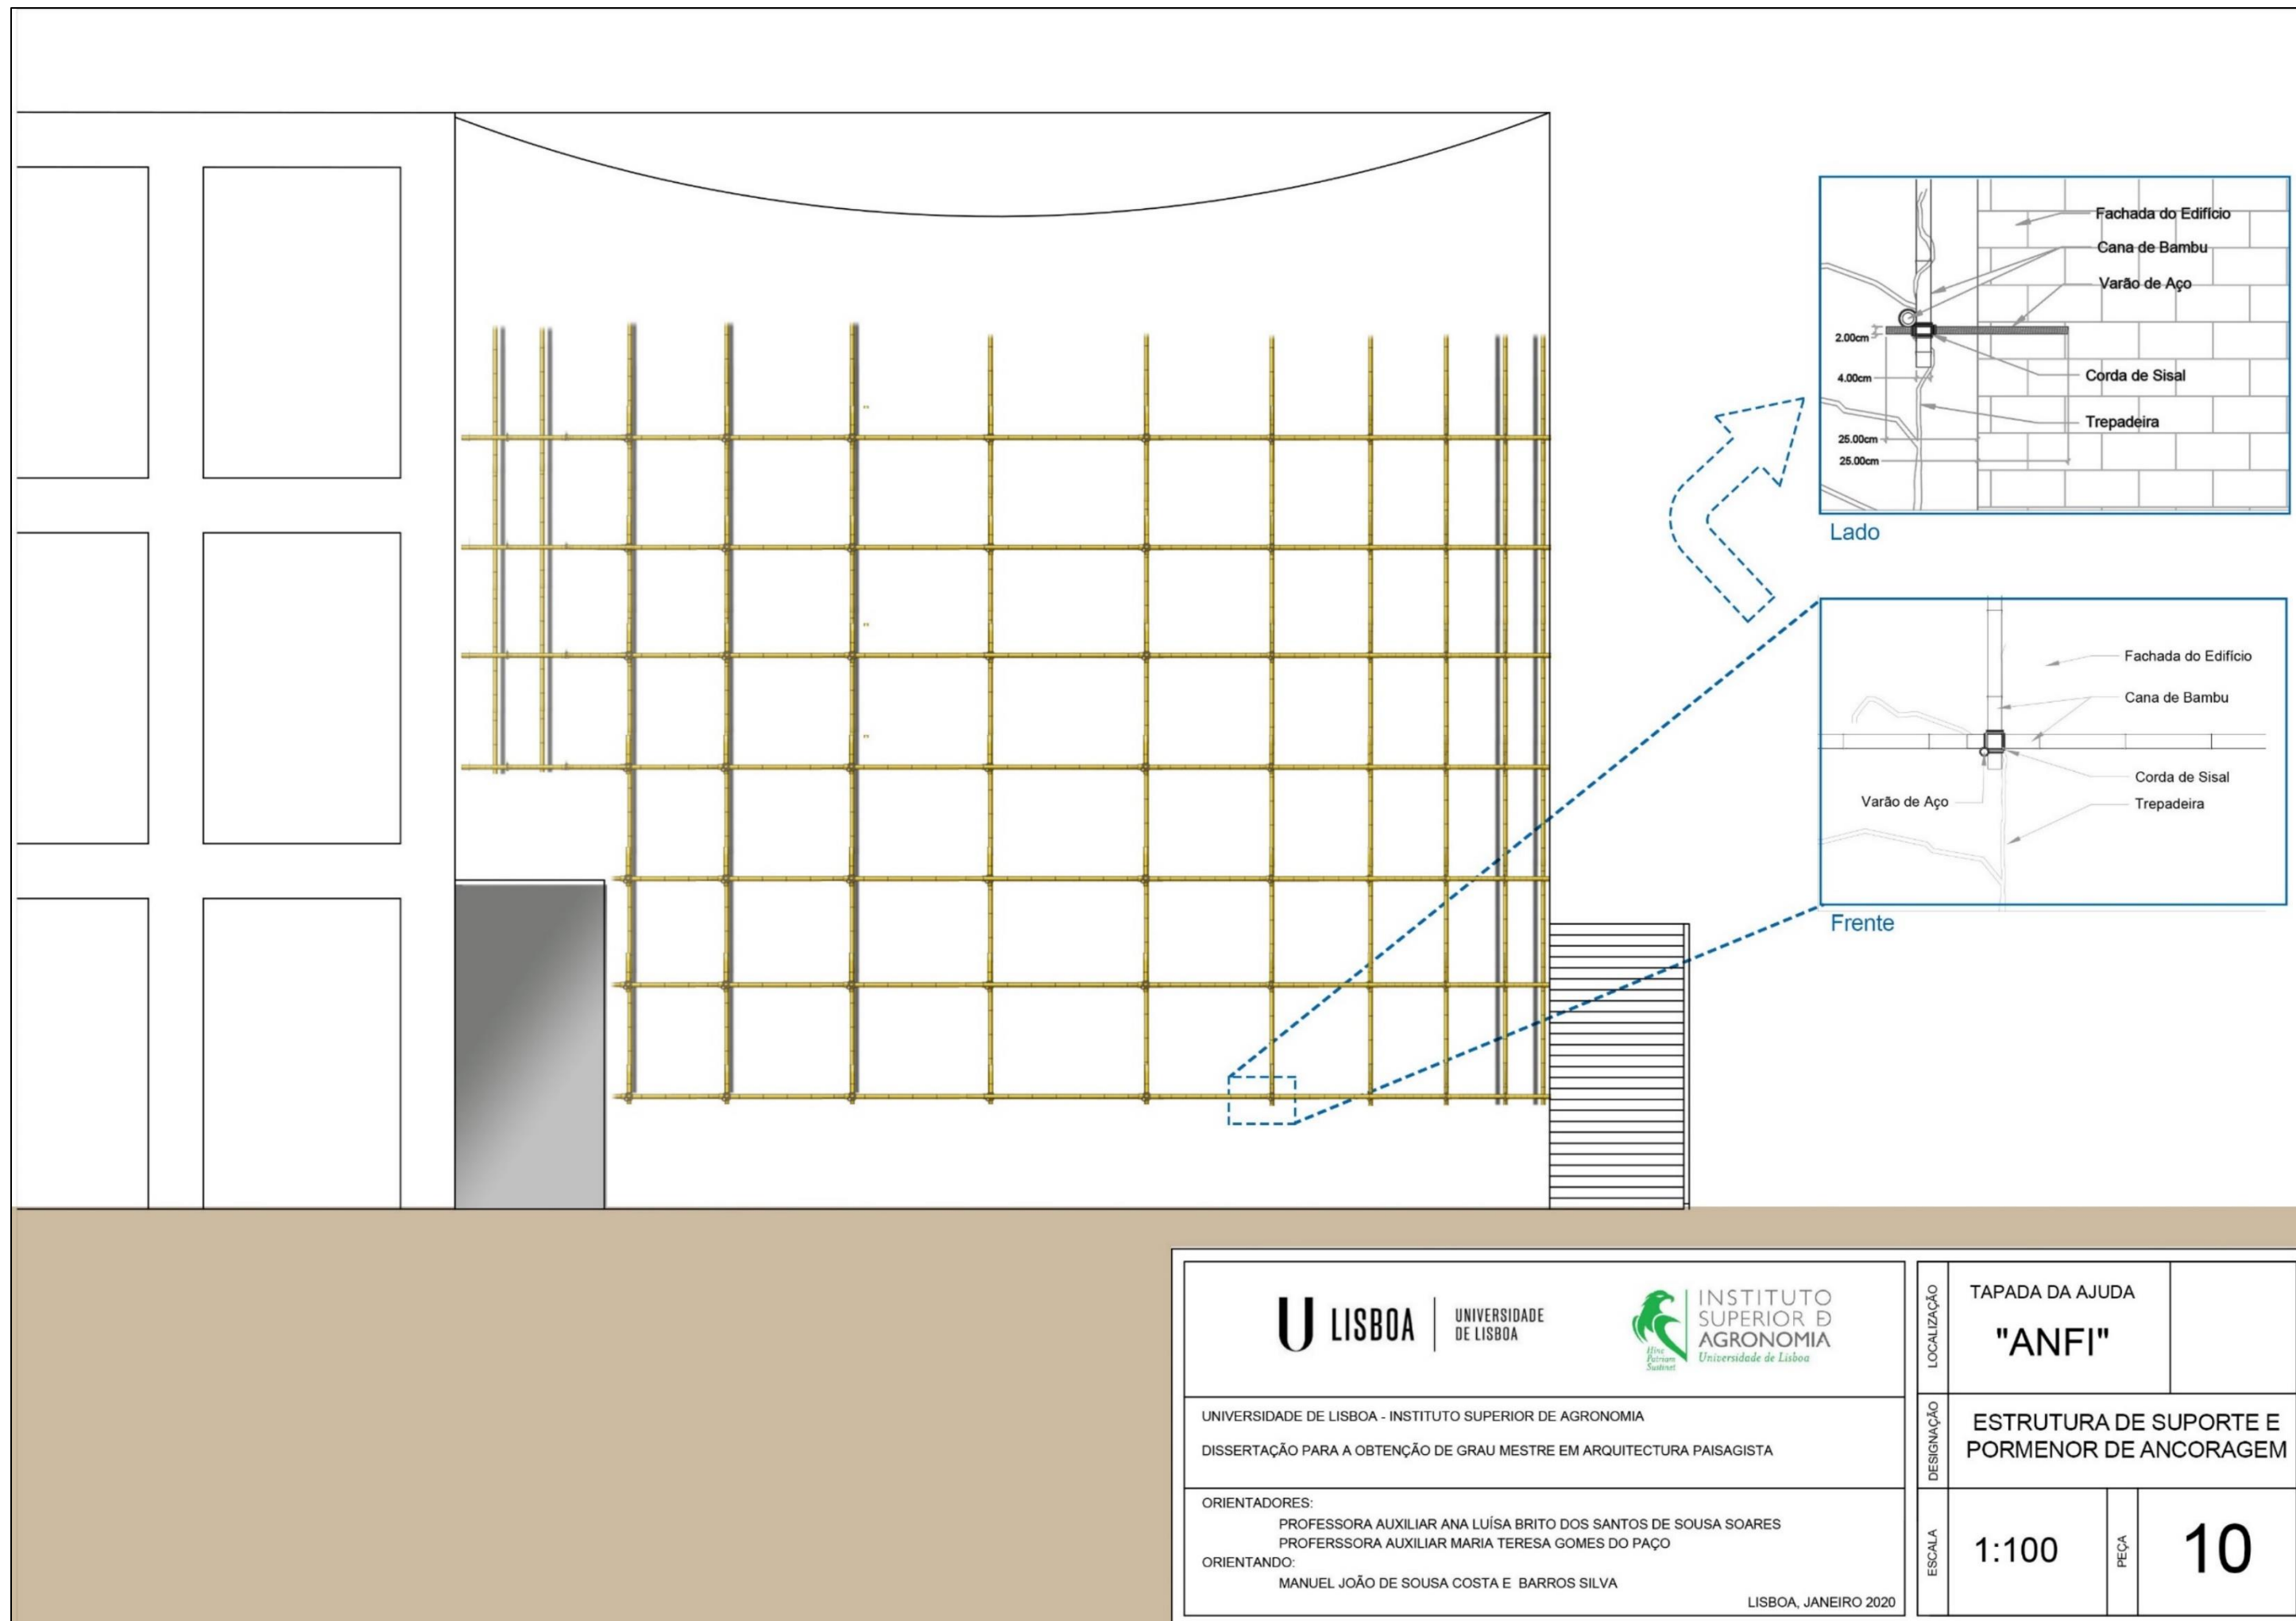 Fachada do Edifício
Cana de Bambu
Varão de Aço
2.00cm
4.00cm
Corda de Sisal
Trepadeira
25.00cm
25.00cm
Lado
Fachada do Edifício
Cana de Bambu
Corda de Sisal
Varão de Aço
Trepadeira
Frente
U LISBOA
UNIVERSIDADE
DE LISBOA
INSTITUTO
SUPERIOR D
AGRONOMIA
Universidade de Lisboa
Hinc
Patriam
Sustinet
UNIVERSIDADE DE LISBOA - INSTITUTO SUPERIOR DE AGRONOMIA
DISSERTAÇÃO PARA A OBTENÇÃO DE GRAU MESTRE EM ARQUITECTURA PAISAGISTA
ORIENTADORES:
PROFESSORA AUXILIAR ANA LUÍSA BRITO DOS SANTOS DE SOUSA SOARES
PROFERSSORA AUXILIAR MARIA TERESA GOMES DO PAÇO
ORIENTANDO:
MANUEL JOÃO DE SOUSA COSTA E BARROS SILVA
LISBOA, JANEIRO 2020
LOCALIZAÇÃO
TAPADA DA AJUDA
"ANFI"
DESIGNAÇÃO
ESTRUTURA DE SUPORTE E
PORMENOR DE ANCORAGEM
ESCALA
1:100
PEÇA
10